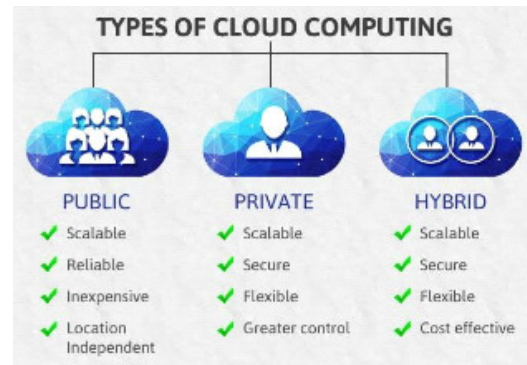 TYPES OF CLOUD COMPUTING
PUBLIC
Scalable
Reliable
Inexpensive
Location
Independent
PRIVATE
Scalable
Secure
Flexible
Greater control
HYBRID
Scalable
Secure
Flexible
Cost effective